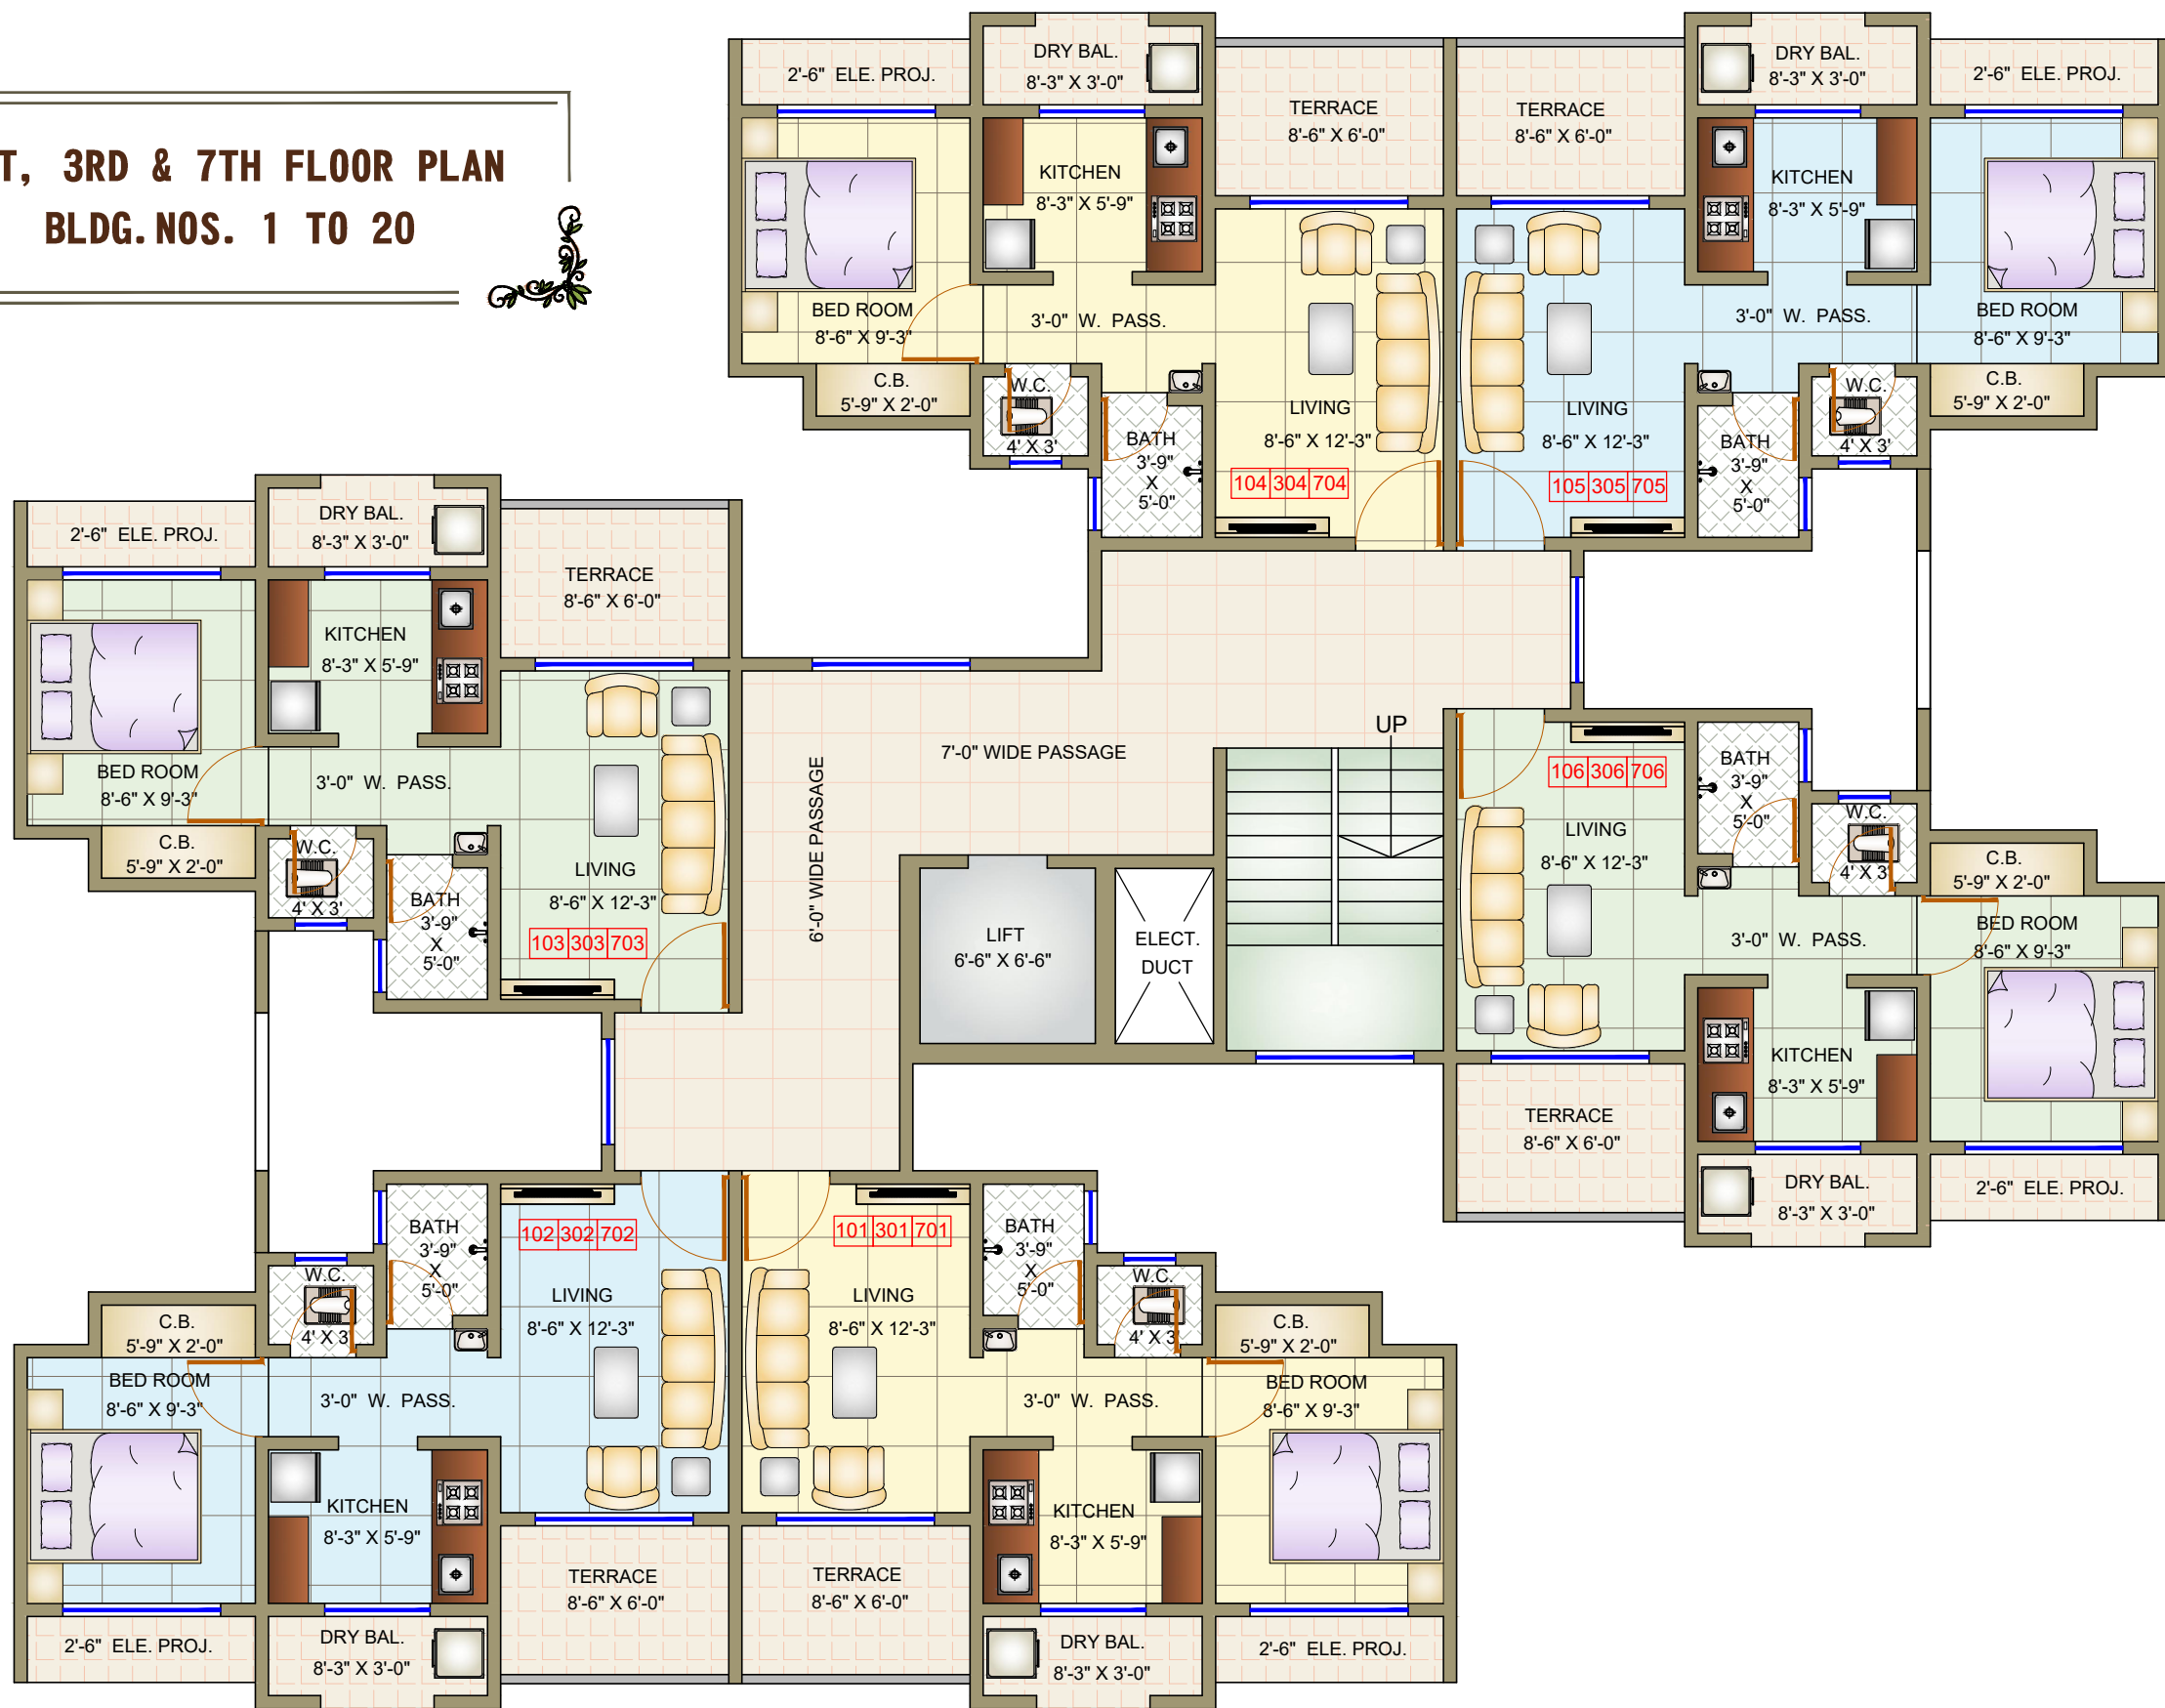 T, 3RD & 7TH FLOOR PLAN
BLDG. NOS. 1 TO 20
2'-6" ELE. PROJ.
DRY BAL.
8'-3" X 3'-0"
TERRACE
8'-6" X 6'-0"
KITCHEN
8'-3" X 5'-9"
BED ROOM
8'-6" X 9'-3"
3'-0" W. PASS.
C.B.
5'-9" X 2'-0"
W.C.
4' X 3'
BATH
3'-9"
X
5'-0"
LIVING
8'-6" X 12'-3"
104 304 704
TERRACE
8'-6" X 6'-0"
DRY BAL.
8'-3" X 3'-0"
2'-6" ELE. PROJ.
KITCHEN
8'-3" X 5'-9"
3'-0" W. PASS.
BED ROOM
8'-6" X 9'-3"
C.B.
5'-9" X 2'-0"
W.C.
4' X 3'
BATH
3'-9"
X
5'-0"
LIVING
8'-6" X 12'-3"
105 305 705
2'-6" ELE. PROJ.
DRY BAL.
8'-3" X 3'-0"
TERRACE
8'-6" X 6'-0"
KITCHEN
8'-3" X 5'-9"
BED ROOM
8'-6" X 9'-3"
3'-0" W. PASS.
C.B.
5'-9" X 2'-0"
W.C.
4' X 3'
BATH
3'-9"
X
5'-0"
LIVING
8'-6" X 12'-3"
103 303 703
6'-0" WIDE PASSAGE
7'-0" WIDE PASSAGE
UP
LIFT
6'-6" X 6'-6"
ELECT.
DUCT
106 306 706
LIVING
8'-6" X 12'-3"
BATH
3'-9"
X
5'-0"
W.C.
4' X 3'
C.B.
5'-9" X 2'-0"
3'-0" W. PASS.
BED ROOM
8'-6" X 9'-3"
KITCHEN
8'-3" X 5'-9"
TERRACE
8'-6" X 6'-0"
DRY BAL.
8'-3" X 3'-0"
2'-6" ELE. PROJ.
102 302 702
BATH
3'-9"
X
5'-0"
W.C.
4' X 3'
C.B.
5'-9" X 2'-0"
LIVING
8'-6" X 12'-3"
BED ROOM
8'-6" X 9'-3"
3'-0" W. PASS.
KITCHEN
8'-3" X 5'-9"
TERRACE
8'-6" X 6'-0"
DRY BAL.
8'-3" X 3'-0"
2'-6" ELE. PROJ.
101 301 701
BATH
3'-9"
X
5'-0"
W.C.
4' X 3'
C.B.
5'-9" X 2'-0"
LIVING
8'-6" X 12'-3"
3'-0" W. PASS.
BED ROOM
8'-6" X 9'-3"
KITCHEN
8'-3" X 5'-9"
TERRACE
8'-6" X 6'-0"
DRY BAL.
8'-3" X 3'-0"
2'-6" ELE. PROJ.